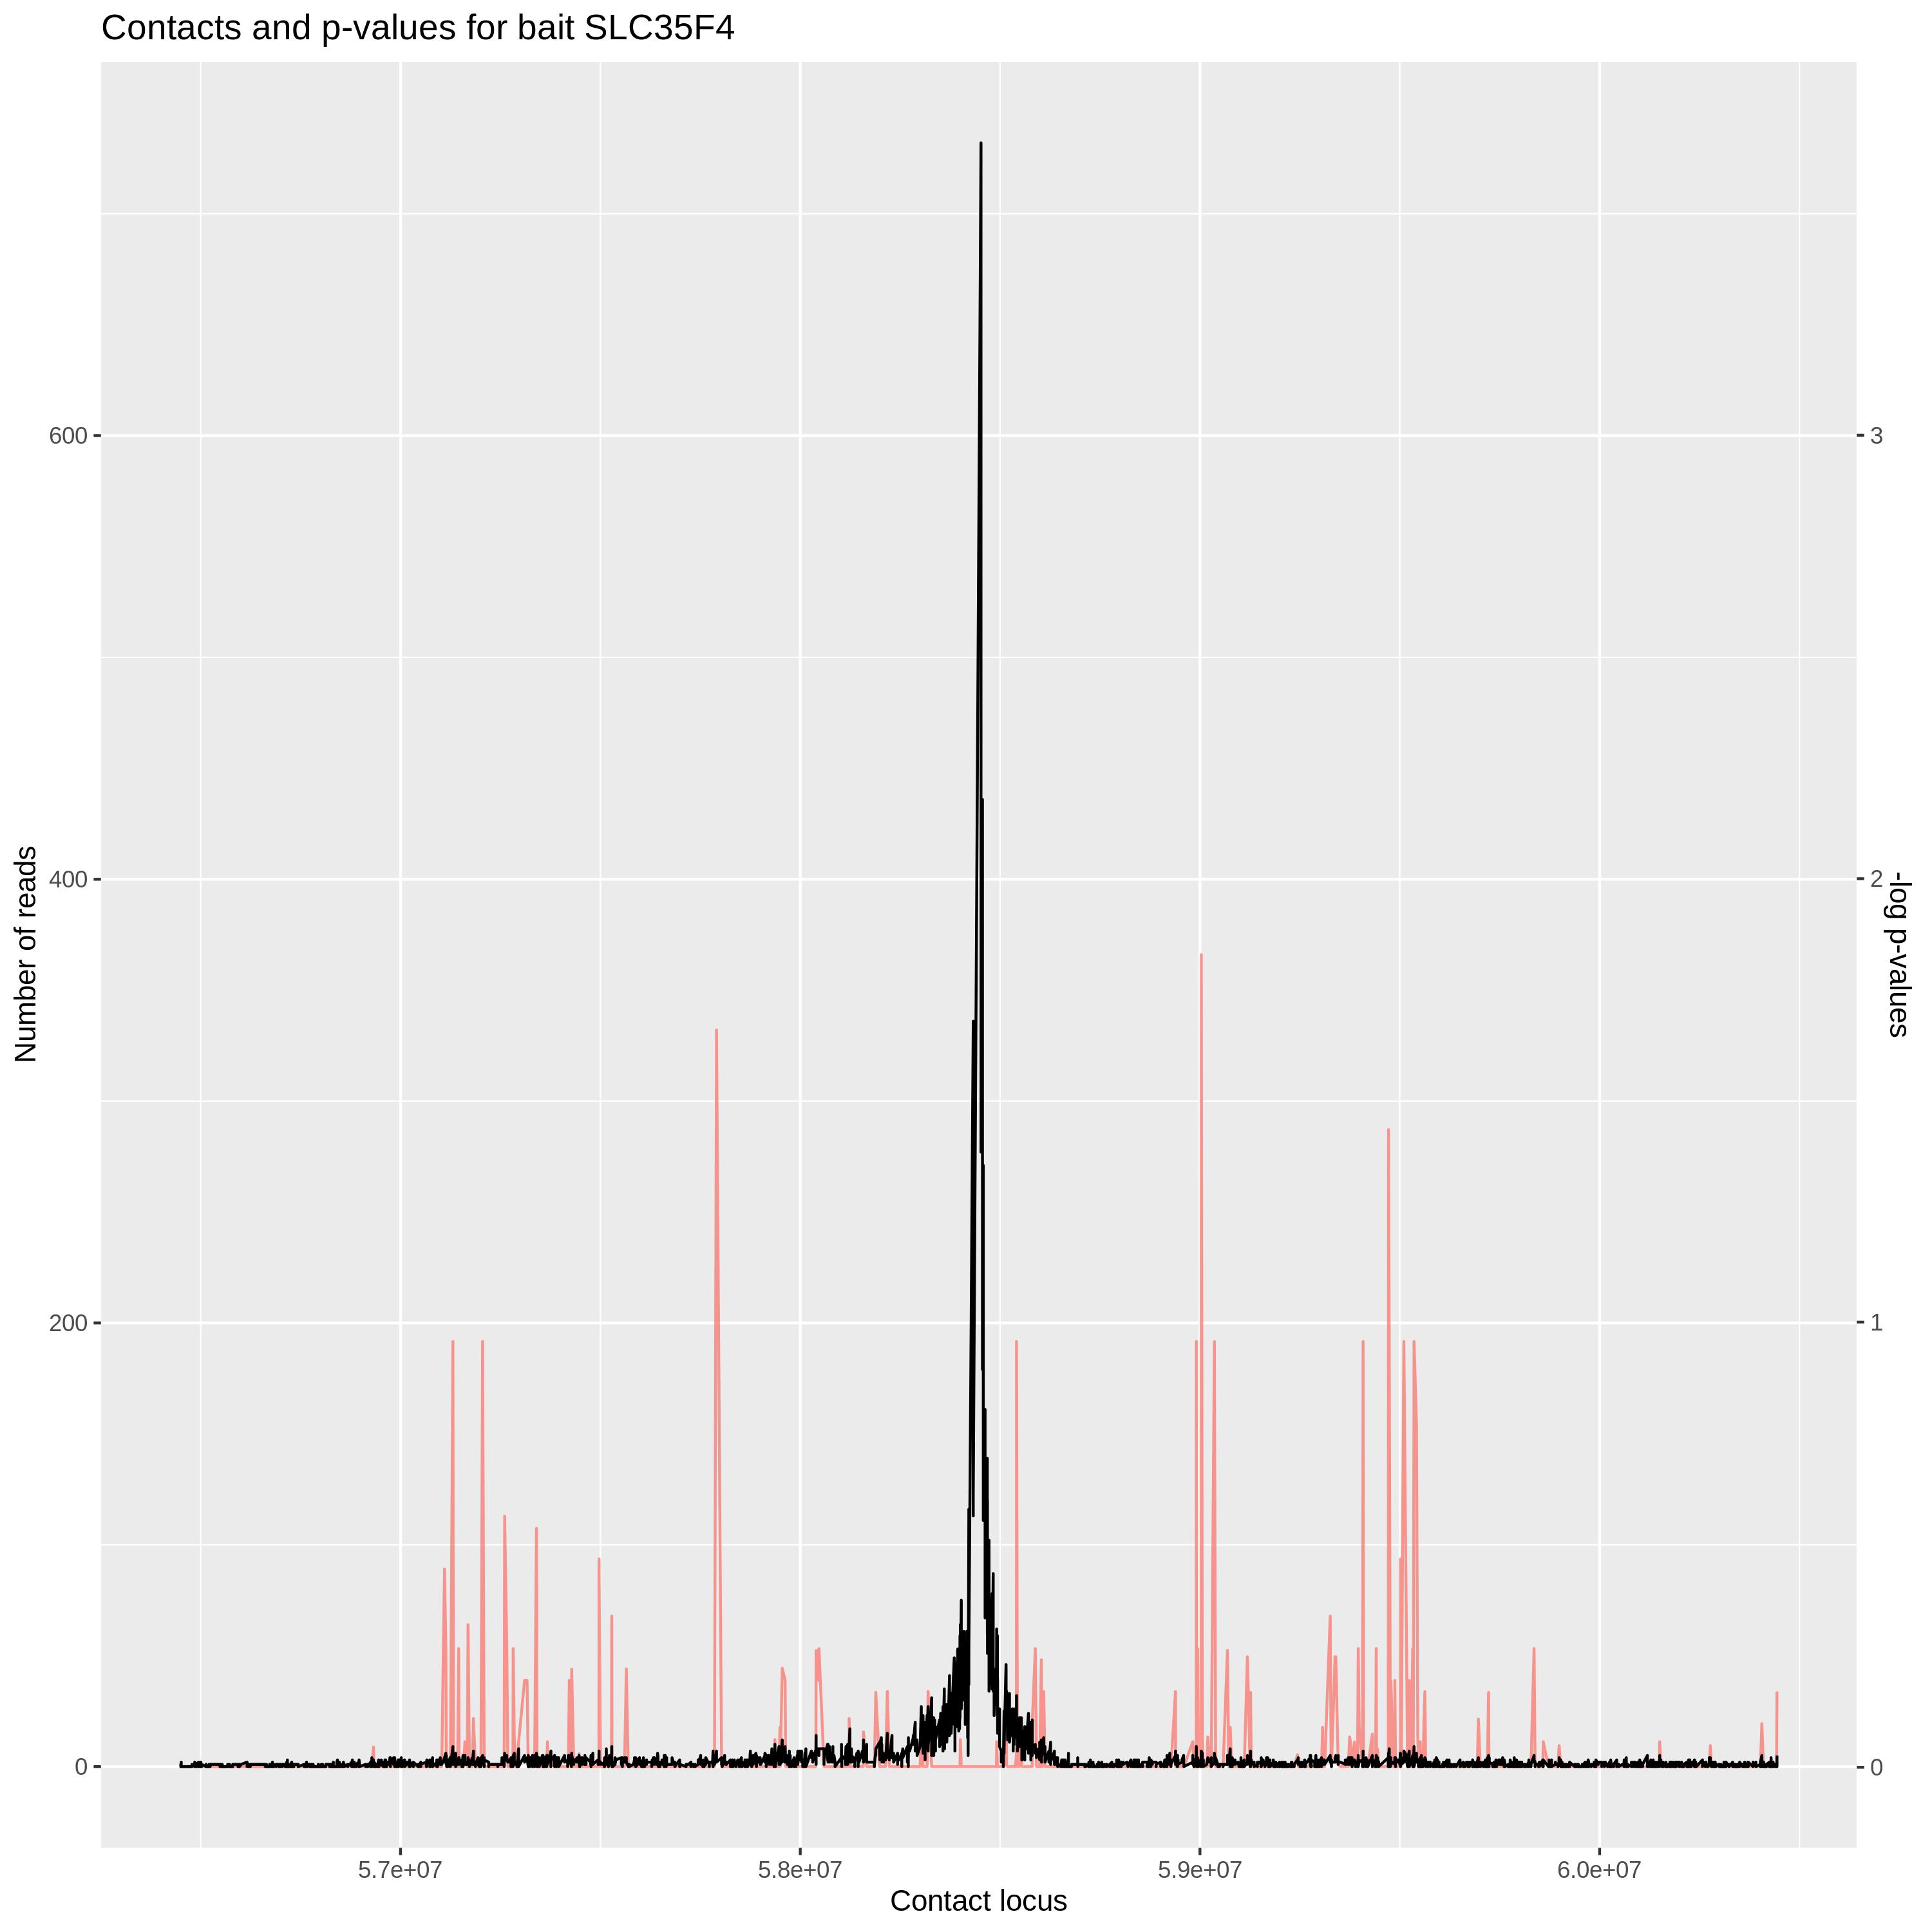 Contacts and p-values for bait SLC35F4
600
400
200
0
3
2
1
0
Number of reads
-log p-values
5.7e+07
5.8e+07
5.9e+07
6.0e+07
Contact locus